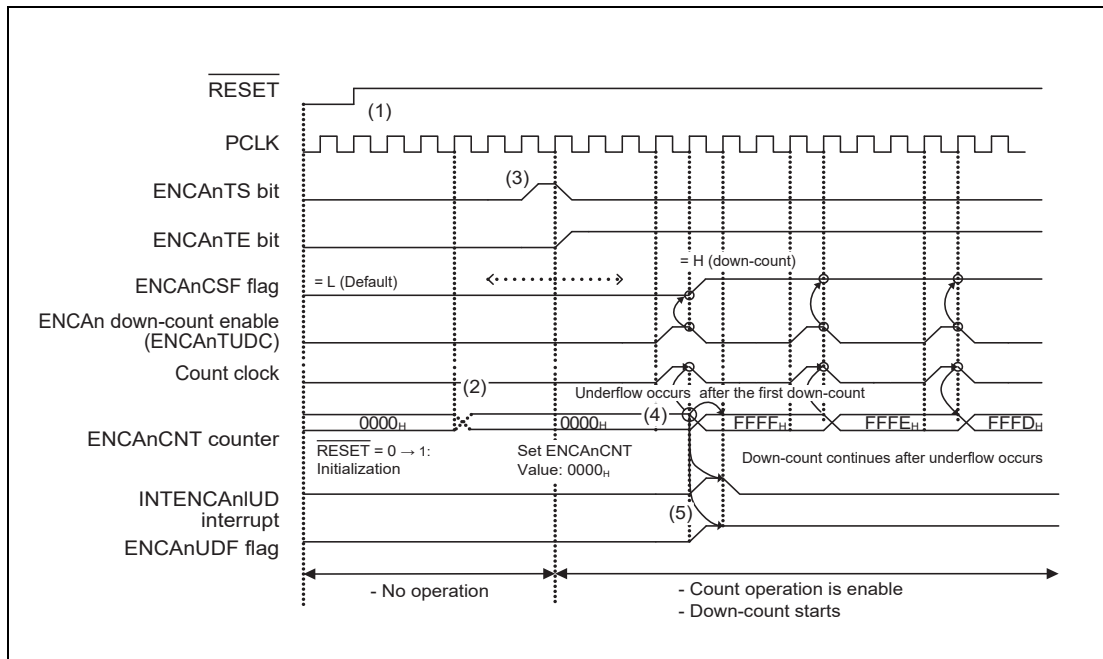 RESET
(1)
PCLK
ENCAnTS bit
(3)
ENCAnTE bit
= H (down-count)
ENCAnCSF flag
= L (Default)
ENCAn down-count enable
(ENCAnTUDC)
Count clock
(2)
Underflow occurs after the first down-count
ENCAnCNT counter
0000H
0000H
(4)
FFFFH
FFFEH
FFFDH
RESET = 0 → 1:
Initialization
Set ENCAnCNT
Value: 0000H
Down-count continues after underflow occurs
INTENCAnIUD
interrupt
(5)
ENCAnUDF flag
- No operation
- Count operation is enable
- Down-count starts